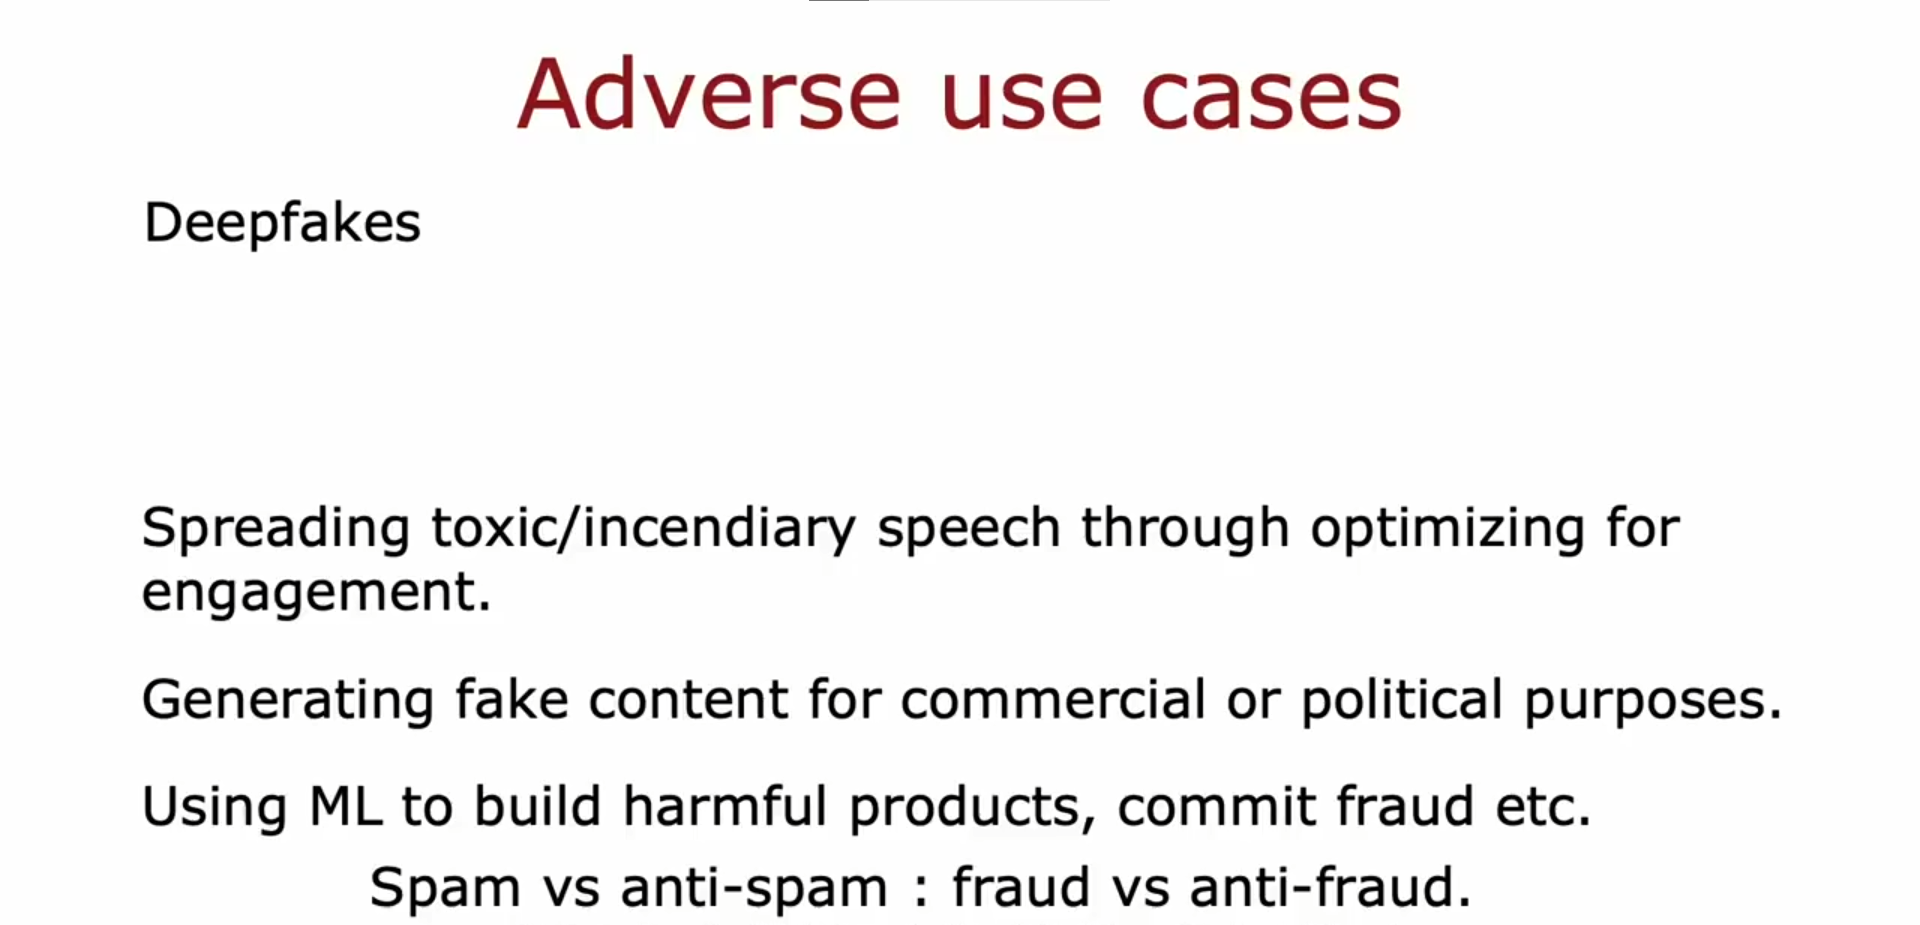 Adverse use cases
Deepfakes
Spreading toxic/incendiary speech through optimizing for
engagement.
Generating fake content for commercial or political purposes.
Using ML to build harmful products, commit fraud etc.
Spam vs anti-spam : fraud vs anti-fraud.